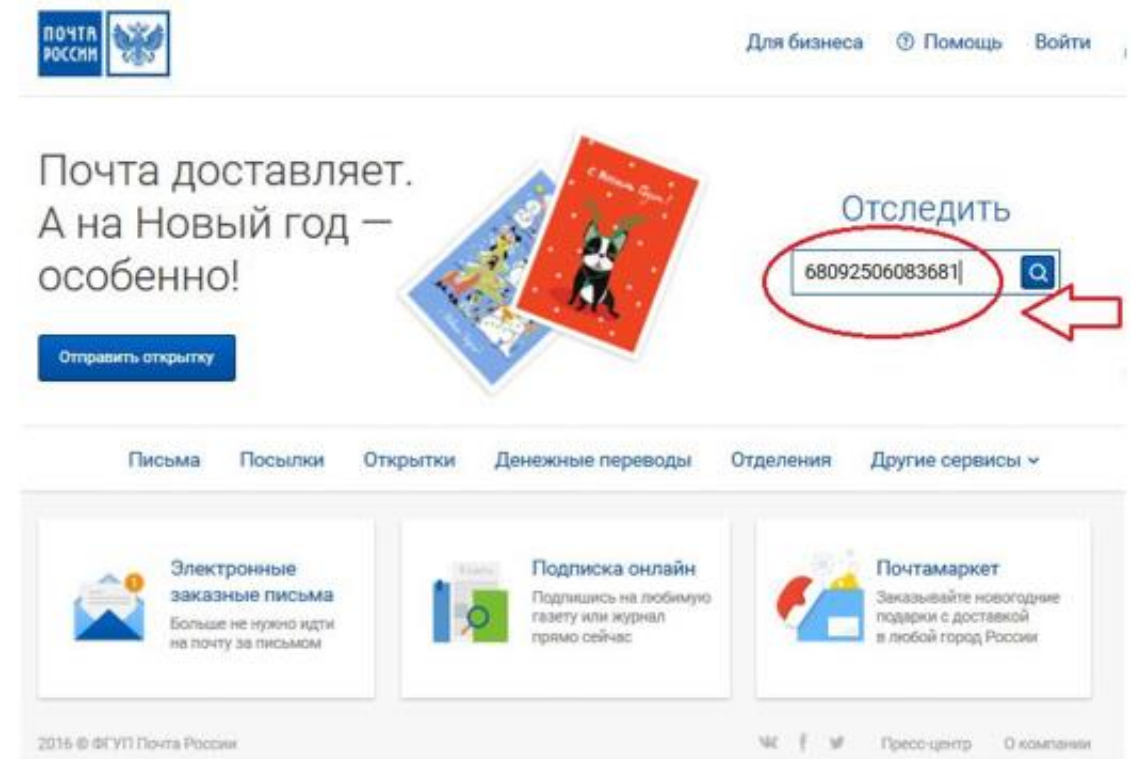 ПОЧТА
РОССИИ
Для бизнеса
Помощь
Войти
Почта доставляет.
А на Новый год —
особенно!
С Новым Годом!
Отследить
68092506083681
Отправить открытку
Письма
Посылки
Открытки
Денежные переводы
Отделения
Другие сервисы
Электронные
заказные письма
Больше не нужно идти
на почту за письмом
1
Подписка онлайн
Подпишись на любимую
газету или журнал
прямо сейчас
Почтамаркет
Заказывайте новогодние
подарки с доставкой
в любой город России
2016 © ФГУП Почта России
Пресс-центр
О компании